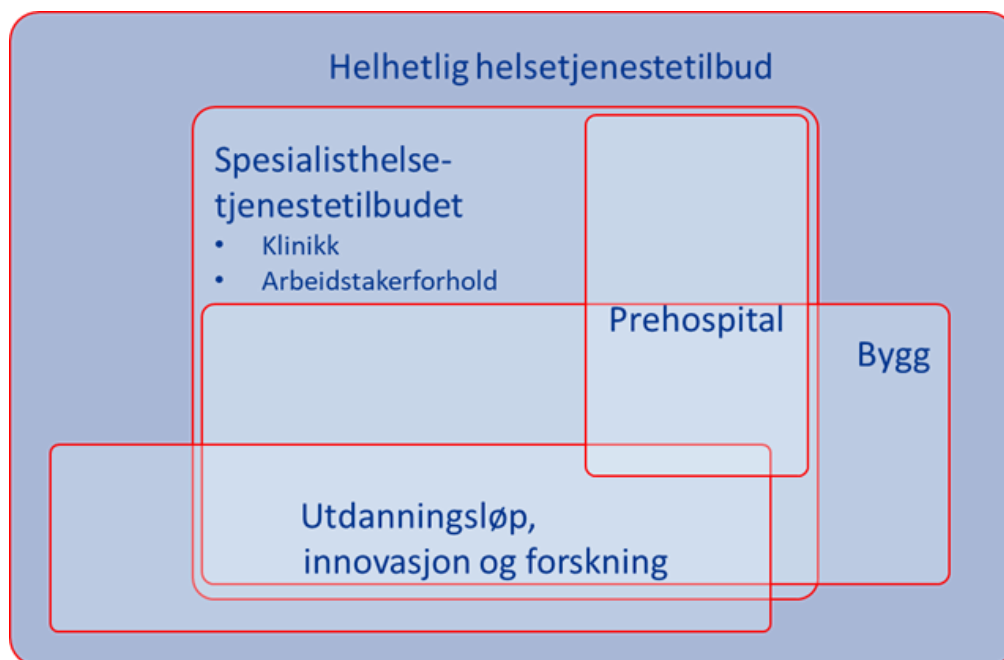 Helhetlig helsetjenestetilbud
Spesialisthelse-
tjenestetilbudet
• Klinikk
• Arbeidstakerforhold
Prehospital
Bygg
Utdanningsløp,
innovasjon og forskning